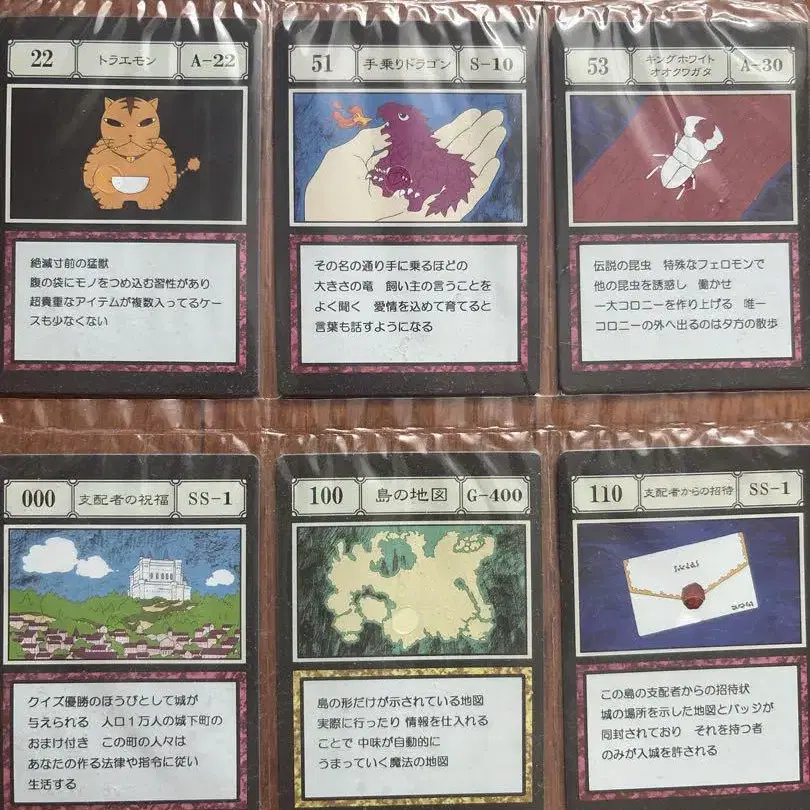 22 トラエモン A-22
絶滅寸前の猛獣
腹の袋にモノをつめ込む習性があり
超貴重なアイテムが複数入ってるケー
スも少なくない
51 手乗りドラゴン S-10
その名の通り手に乗るほどの
大きさの竜 飼い主の言うことを
よく聞く 愛情を込めて育てると
言葉も話すようになる
53 キングホワイト
オオクワガタ A-30
伝説の昆虫 特殊なフェロモンで
他の昆虫を誘惑し 働かせ
一大コロニーを作り上げる 唯一
コロニーの外へ出るのは夕方の散歩
000 支配者の祝福 SS-1
クイズ優勝のほうびとして城が
与えられる 人口1万人の城下町の
おまけ付き この町の人々は
あなたの作る法律や指令に従い
生活する
100 島の地図 G-400
島の形だけが示されている地図
実際に行ったり 情報を仕入れる
ことで 中味が自動的に
うまっていく魔法の地図
110 支配者からの招待 SS-1
この島の支配者からの招待状
城の場所を示した地図とバッジが
同封されており それを持つ者
のみが入城を許される